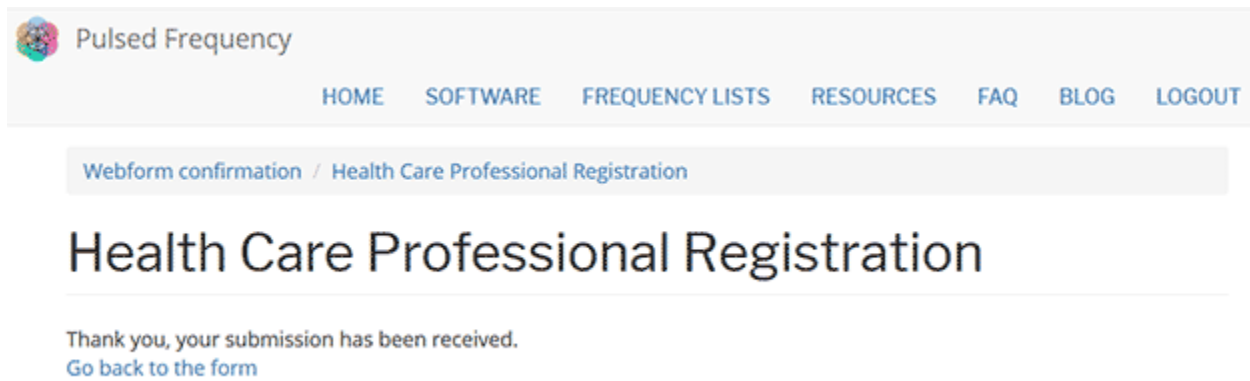 Pulsed Frequency
HOME SOFTWARE FREQUENCY LISTS RESOURCES FAQ BLOG LOGOUT
Webform confirmation / Health Care Professional Registration
Health Care Professional Registration
Thank you, your submission has been received.
Go back to the form